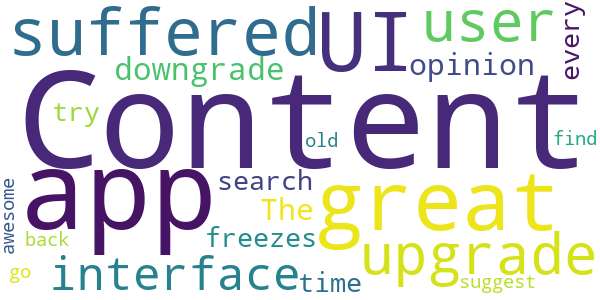 suffered
UI
user
every
downgrade
opinion
Content
try
old
find
app
search
great
The
awesome
back
freezes
upgrade
go
interface
time
suggest